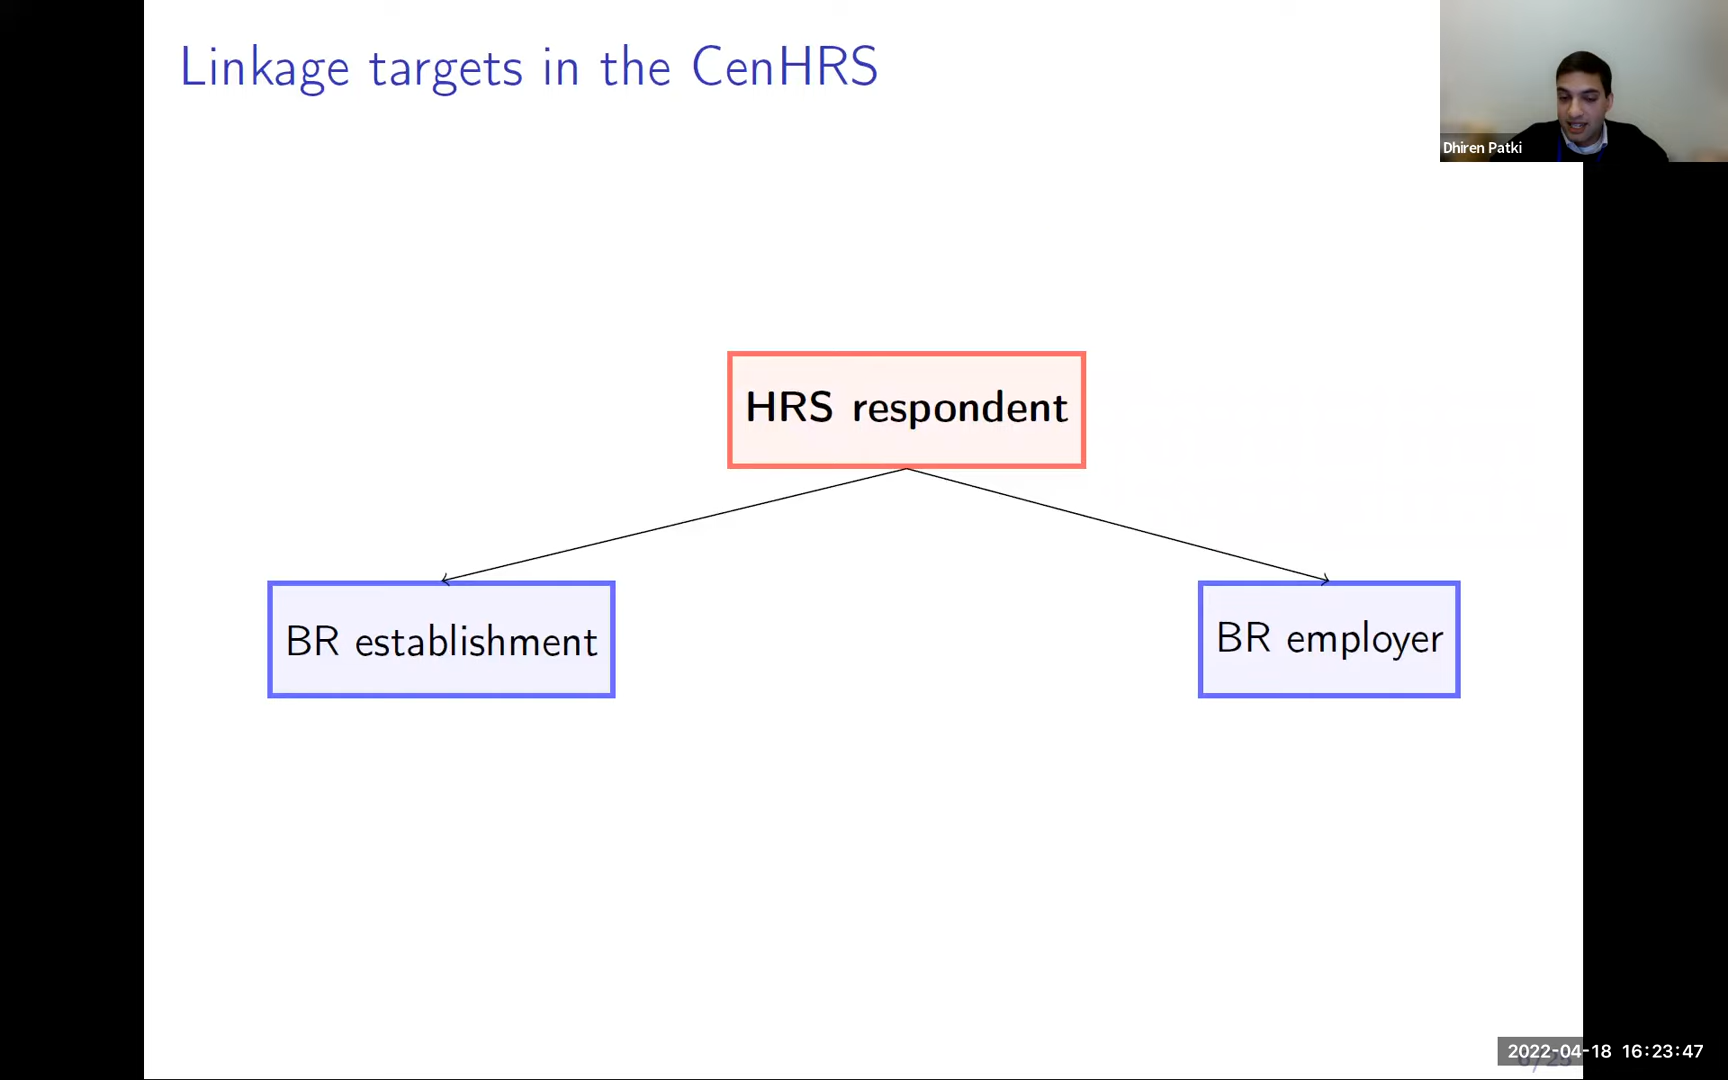 Linkage targets in the CenHRS
Dhiren Patki
HRS respondent
BR establishment
BR employer
2022-04-18 16:23:47